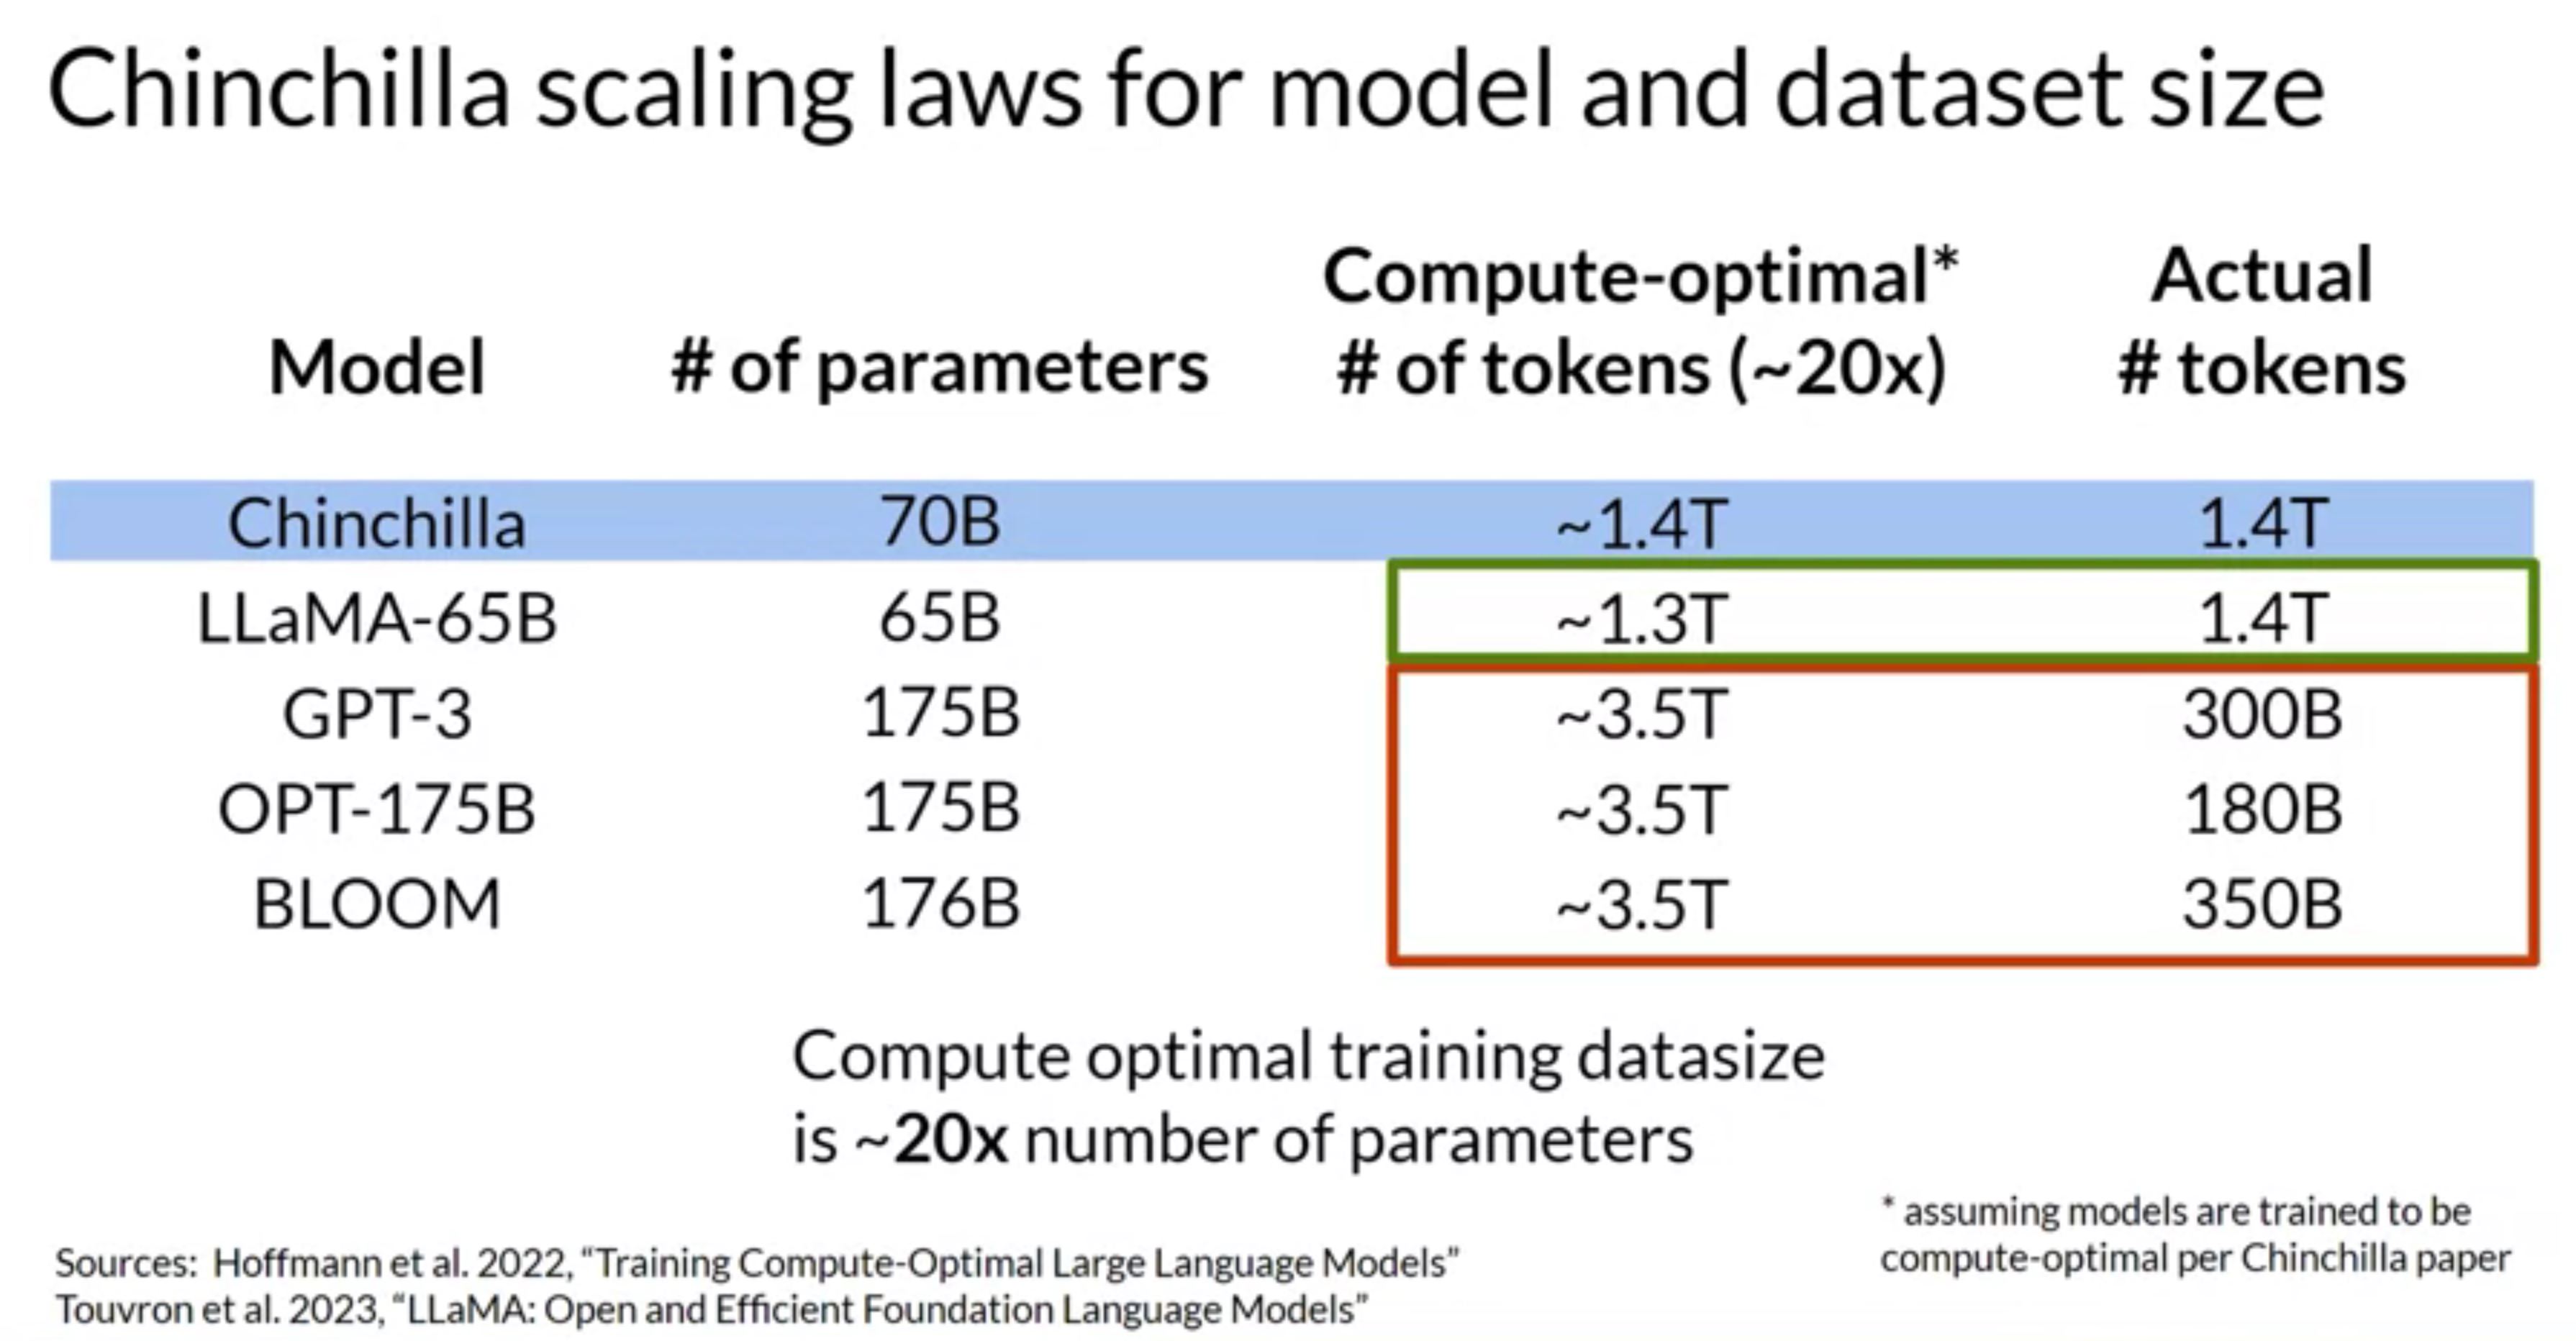 Chinchilla scaling laws for model and dataset size
Model
# of parameters
Compute-optimal*
# of tokens (~20x)
Actual
# tokens
Chinchilla 70B ~1.4T 1.4T
LLaMA-65B 65B ~1.3T 1.4T
GPT-3 175B ~3.5T 300B
OPT-175B 175B ~3.5T 180B
BLOOM 176B ~3.5T 350B
Compute optimal training datasize
is ~20x number of parameters
* assuming models are trained to be
compute-optimal per Chinchilla paper
Sources: Hoffmann et al. 2022, “Training Compute-Optimal Large Language Models”
Touvron et al. 2023, “LLaMA: Open and Efficient Foundation Language Models”